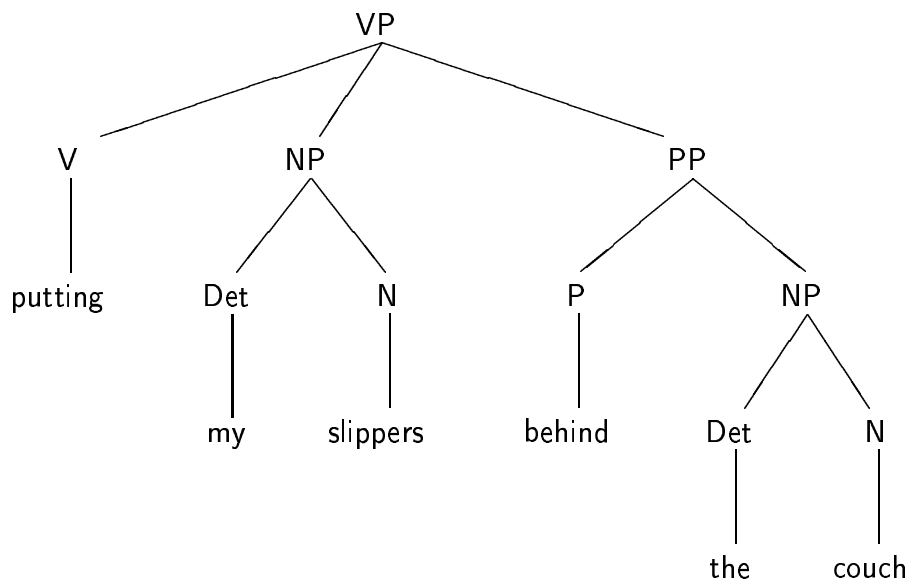 VP
V NP PP
putting Det N P NP
my slippers behind Det N
the couch